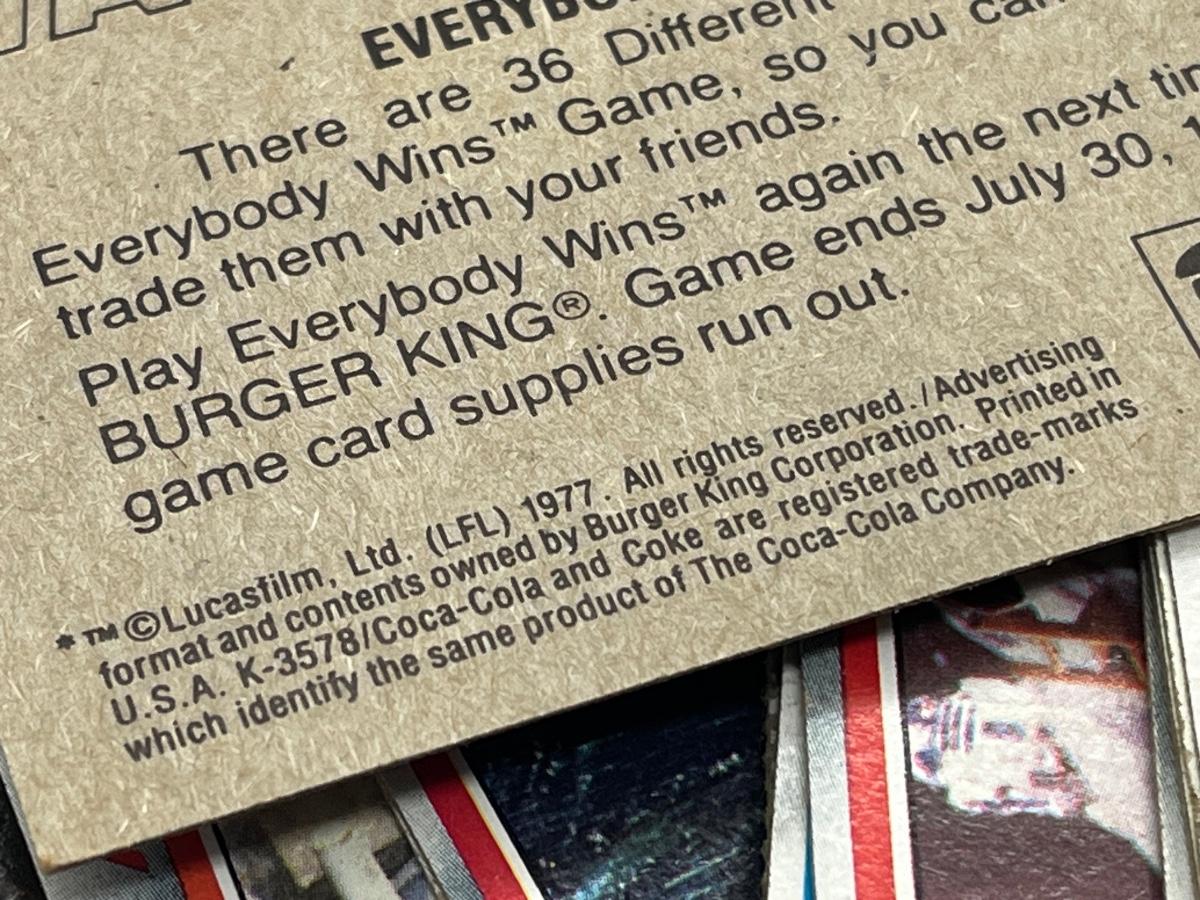 EVERYBO
There are 36 Different
Everybody Wins™ Game, so you can
trade them with your friends.
Play Everybody Wins™ again the next
BURGER KING®. Game ends July 30,
game card supplies run out.
*™©Lucasfilm, Ltd. (LFL) 1977. All rights reserved./Advertising
format and contents owned by Burger King Corporation. Printed in
U.S.A. K-3578/Coca-Cola and Coke are registered trade-marks
which identify the same product of The Coca-Cola Company.